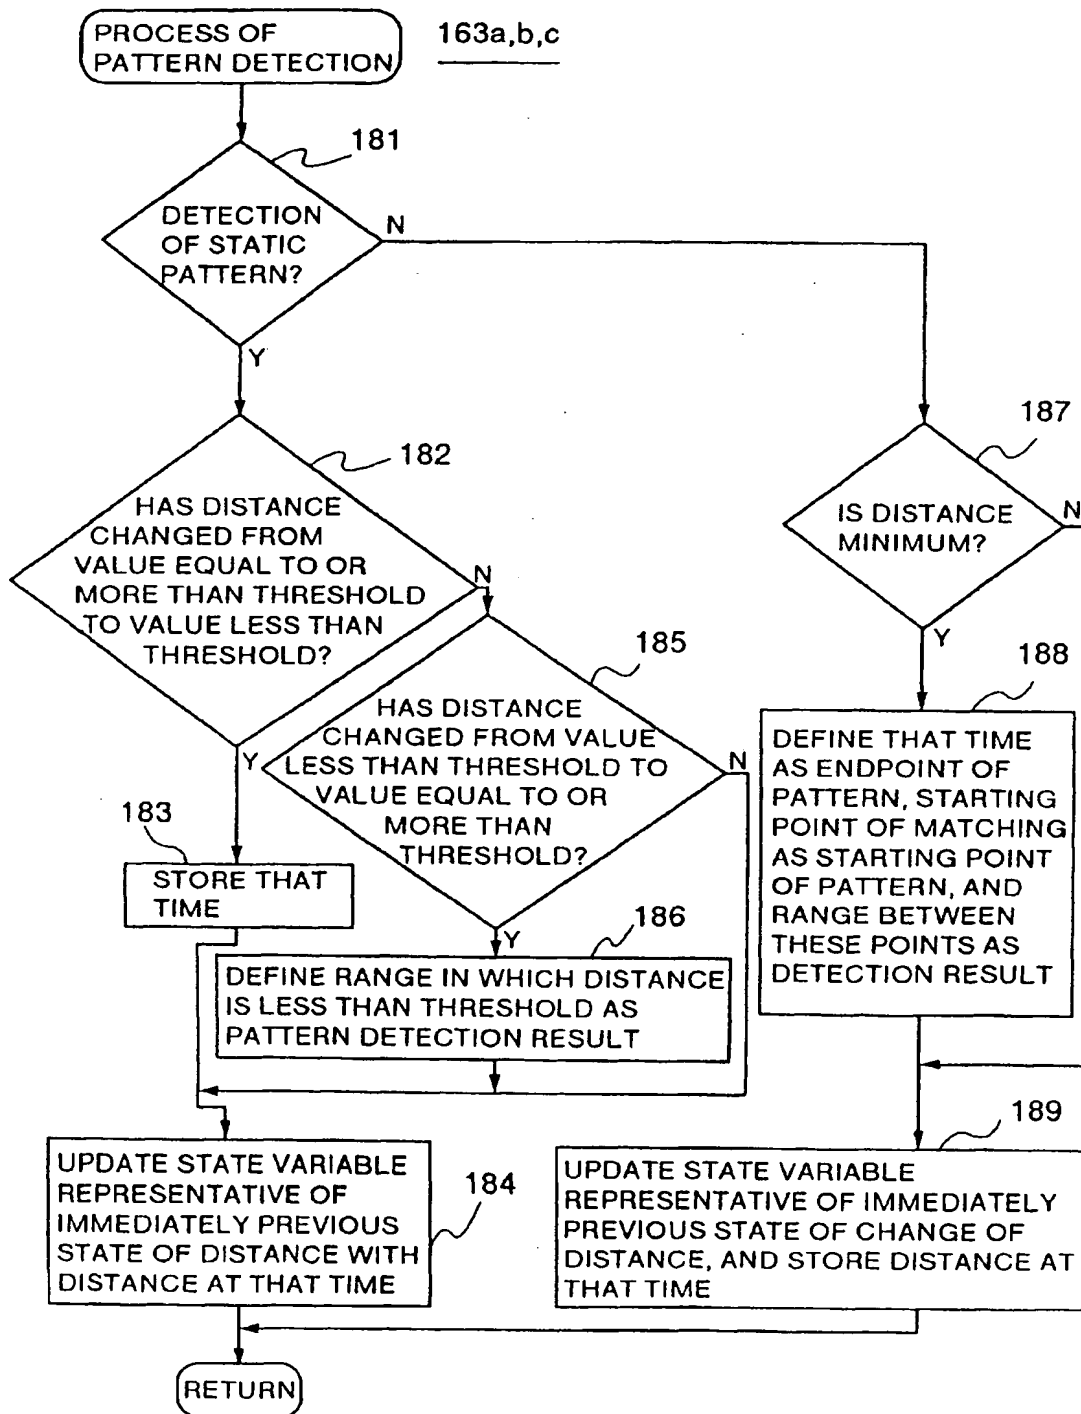 PROCESS OF
PATTERN DETECTION
163a,b,c
181
DETECTION
OF STATIC
PATTERN?
N
Y
182
HAS DISTANCE
CHANGED FROM
VALUE EQUAL TO OR
MORE THAN THRESHOLD
TO VALUE LESS THAN
THRESHOLD?
N
Y
183
STORE THAT
TIME
185
HAS DISTANCE
CHANGED FROM VALUE
LESS THAN THRESHOLD TO
VALUE EQUAL TO OR
MORE THAN
THRESHOLD?
N
Y
186
DEFINE RANGE IN WHICH DISTANCE
IS LESS THAN THRESHOLD AS
PATTERN DETECTION RESULT
184
UPDATE STATE VARIABLE
REPRESENTATIVE OF
IMMEDIATELY PREVIOUS
STATE OF DISTANCE WITH
DISTANCE AT THAT TIME
187
IS DISTANCE
MINIMUM?
N
Y
188
DEFINE THAT TIME
AS ENDPOINT OF
PATTERN, STARTING
POINT OF MATCHING
AS STARTING POINT
OF PATTERN, AND
RANGE BETWEEN
THESE POINTS AS
DETECTION RESULT
189
UPDATE STATE VARIABLE
REPRESENTATIVE OF IMMEDIATELY
PREVIOUS STATE OF CHANGE OF
DISTANCE, AND STORE DISTANCE AT
THAT TIME
RETURN